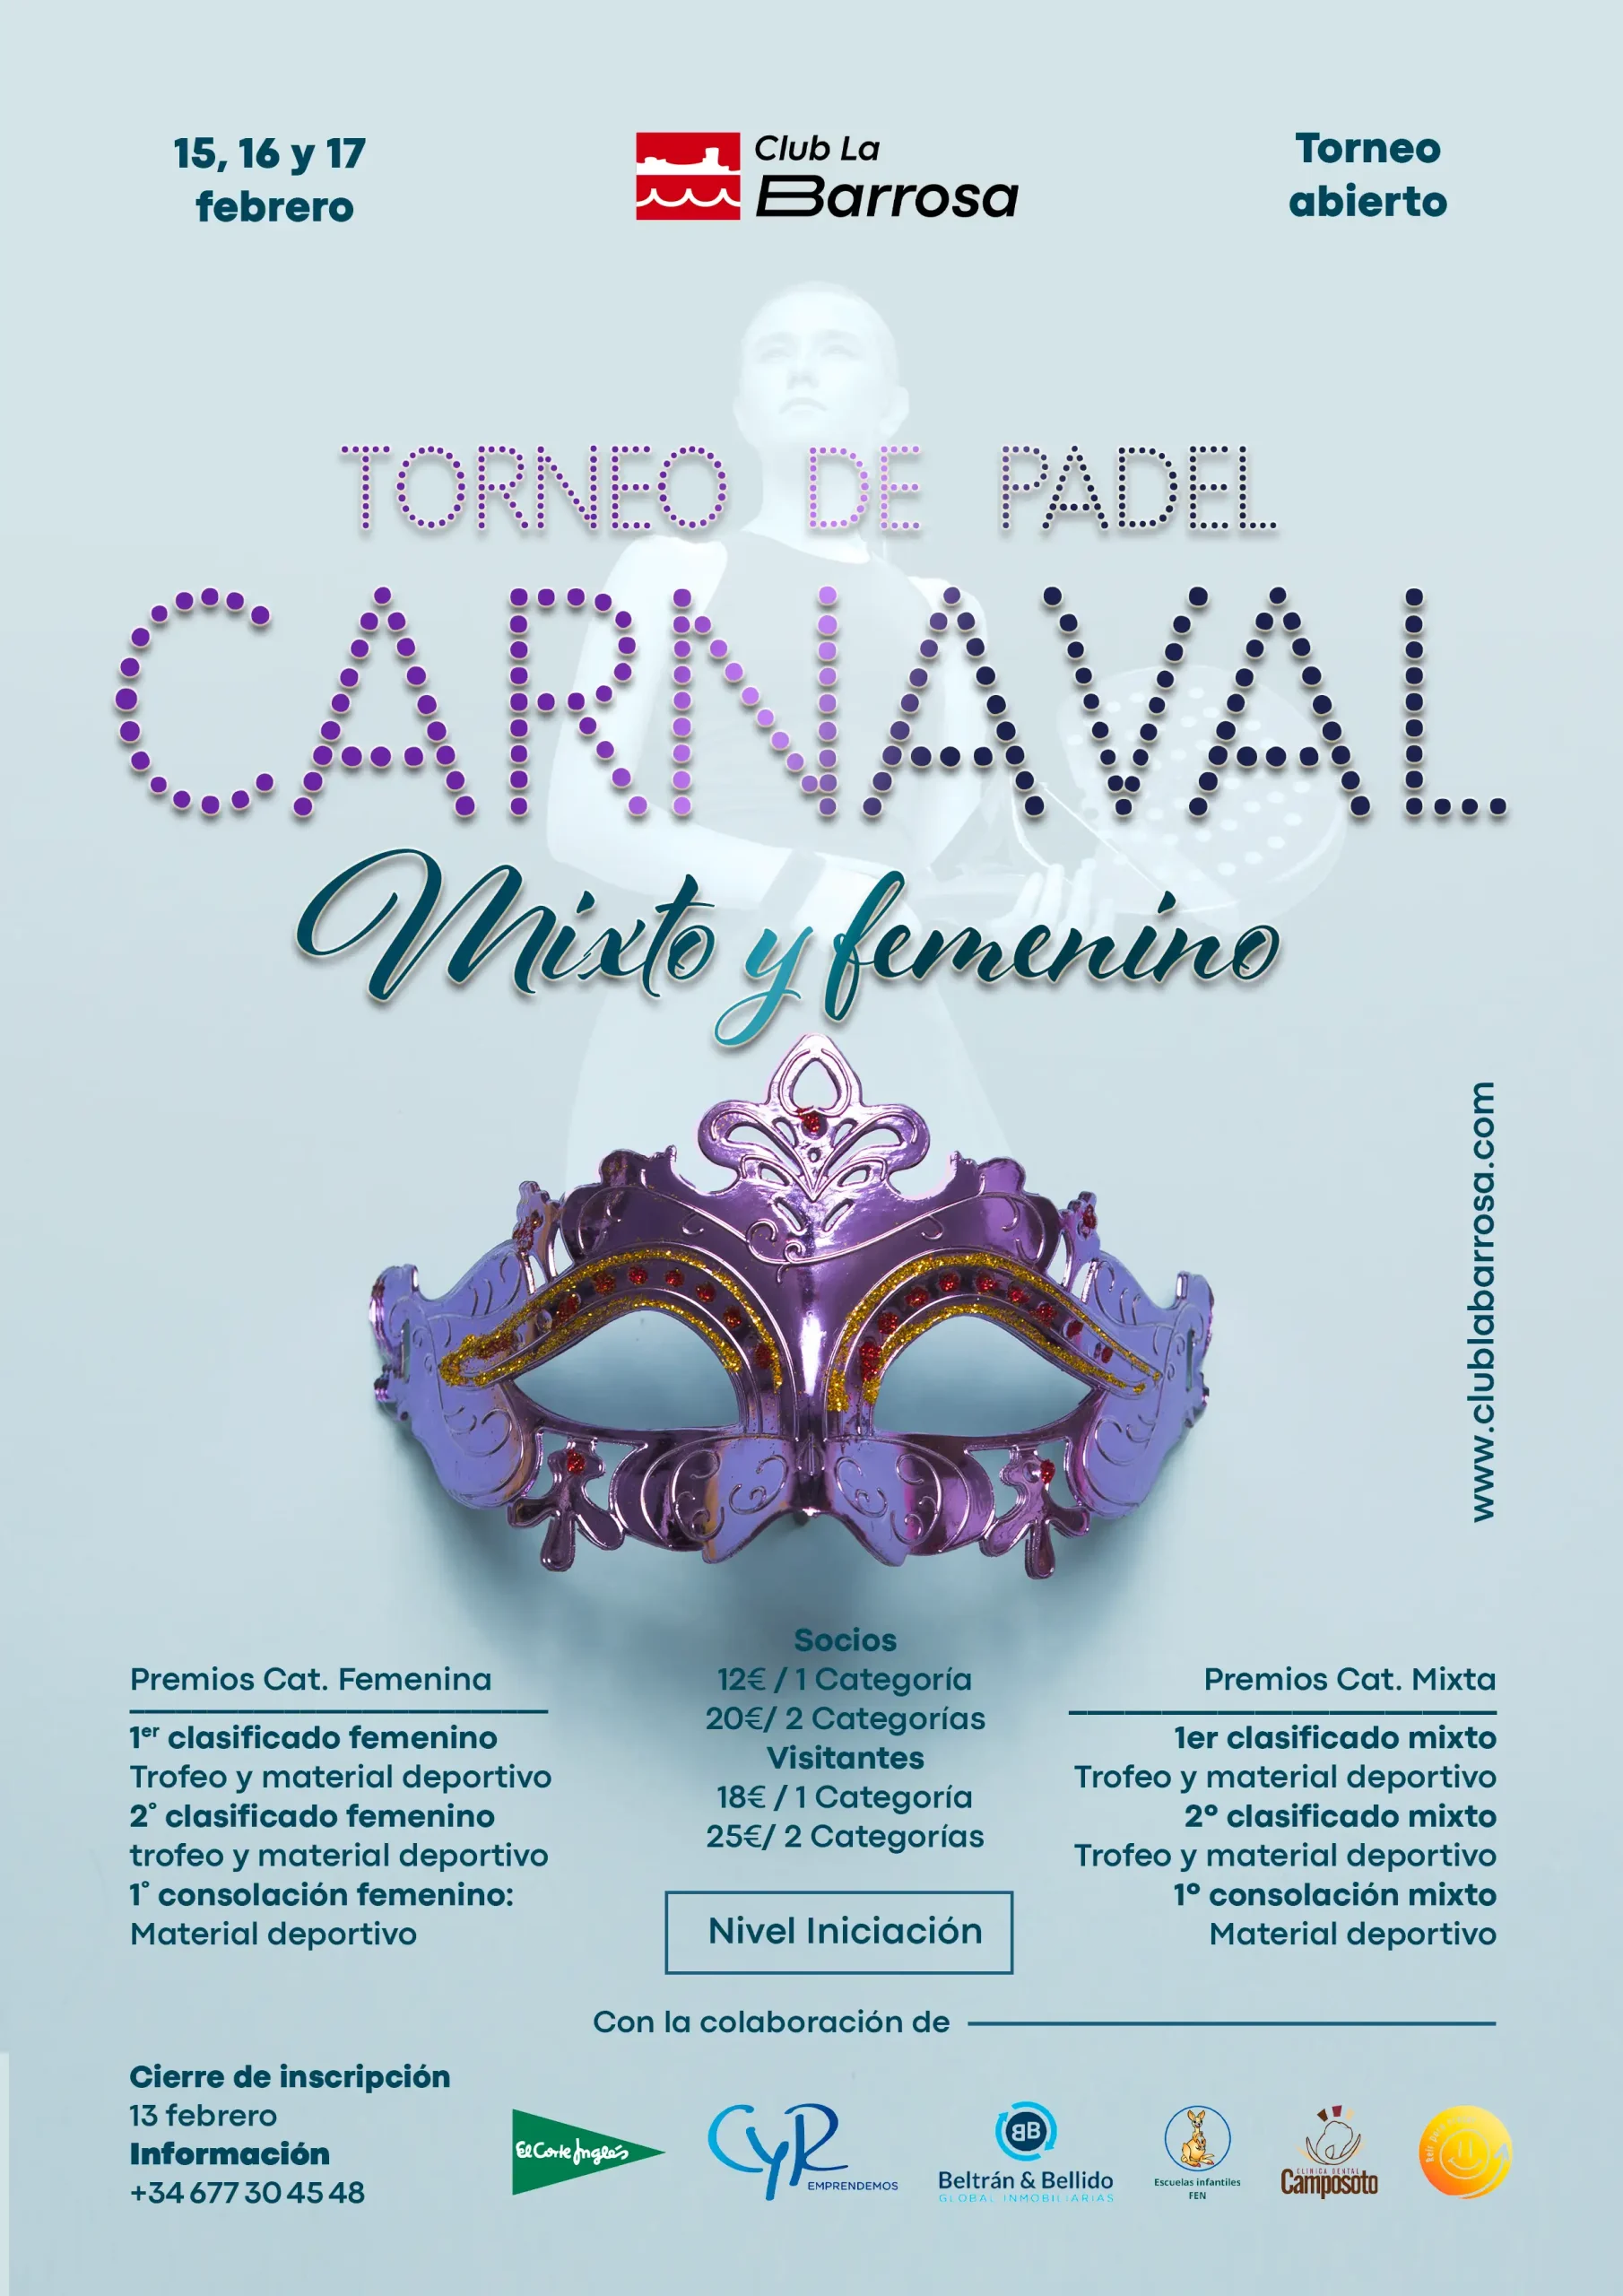 15, 16 y 17
febrero
Club La
Barrosa
Torneo
abierto
TORNEO DE PADEL
CARNAVAL
Mixto y femenino
www.clublabarrosa.com
Premios Cat. Femenina
1er clasificado femenino
Trofeo y material deportivo
2° clasificado femenino
trofeo y material deportivo
1° consolación femenino:
Material deportivo
Socios
12€ / 1 Categoría
20€/ 2 Categorías
Visitantes
18€ / 1 Categoría
25€/ 2 Categorías
Nivel Iniciación
Premios Cat. Mixta
1er clasificado mixto
Trofeo y material deportivo
2º clasificado mixto
Trofeo y material deportivo
1º consolación mixto
Material deportivo
Con la colaboración de
Cierre de inscripción
13 febrero
Información
+34 677 30 45 48
El Corte Inglés
CYR
EMPRENDEMOS
BB
Beltrán & Bellido
GLOBAL INMOBILIARIAS
Escuelas infantiles
FEN
CLINICA DENTAL
Camposoto